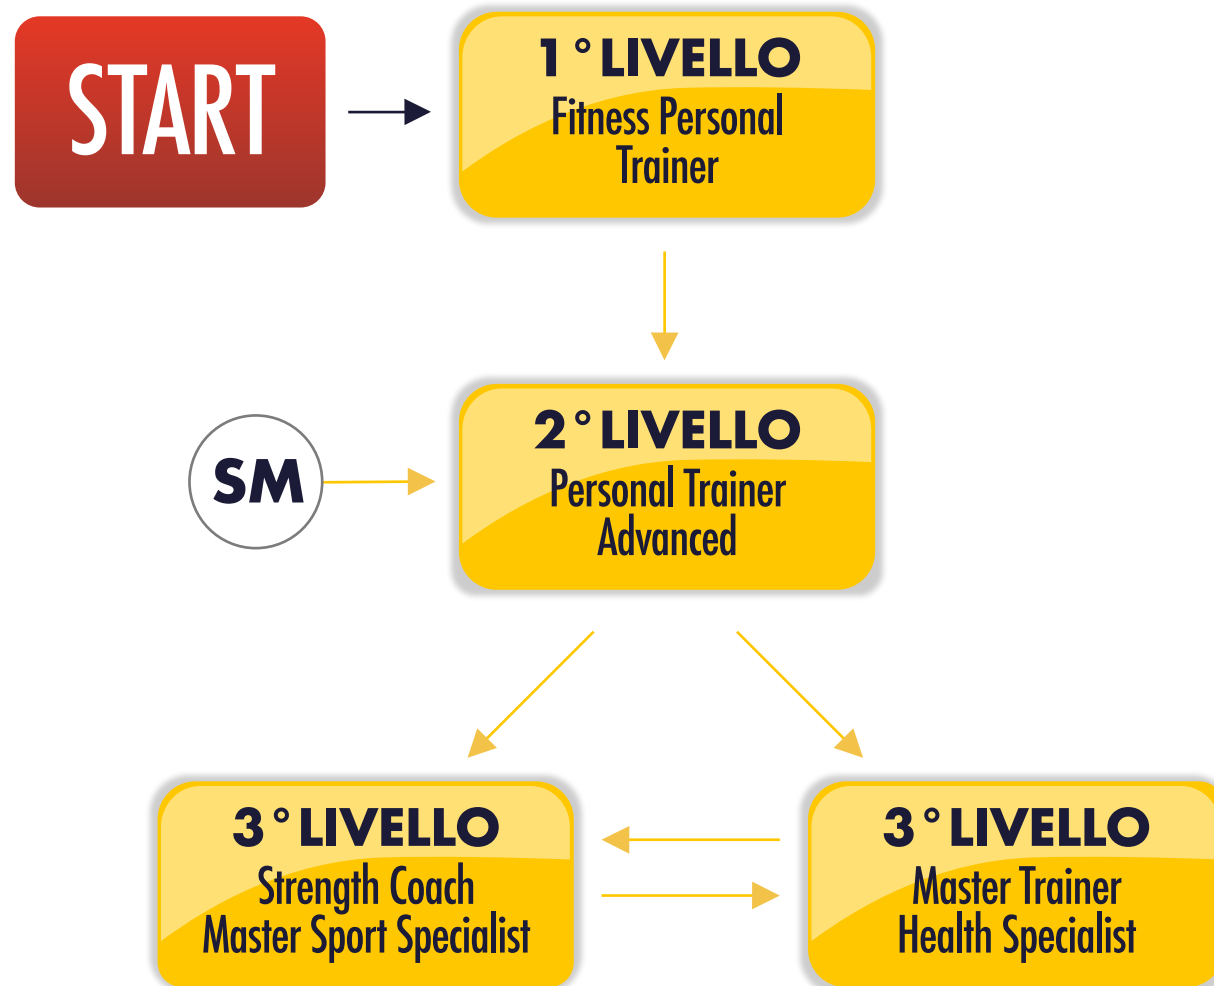 START
1° LIVELLO
Fitness Personal
Trainer
SM
2° LIVELLO
Personal Trainer
Advanced
3° LIVELLO
Strength Coach
Master Sport Specialist
3° LIVELLO
Master Trainer
Health Specialist